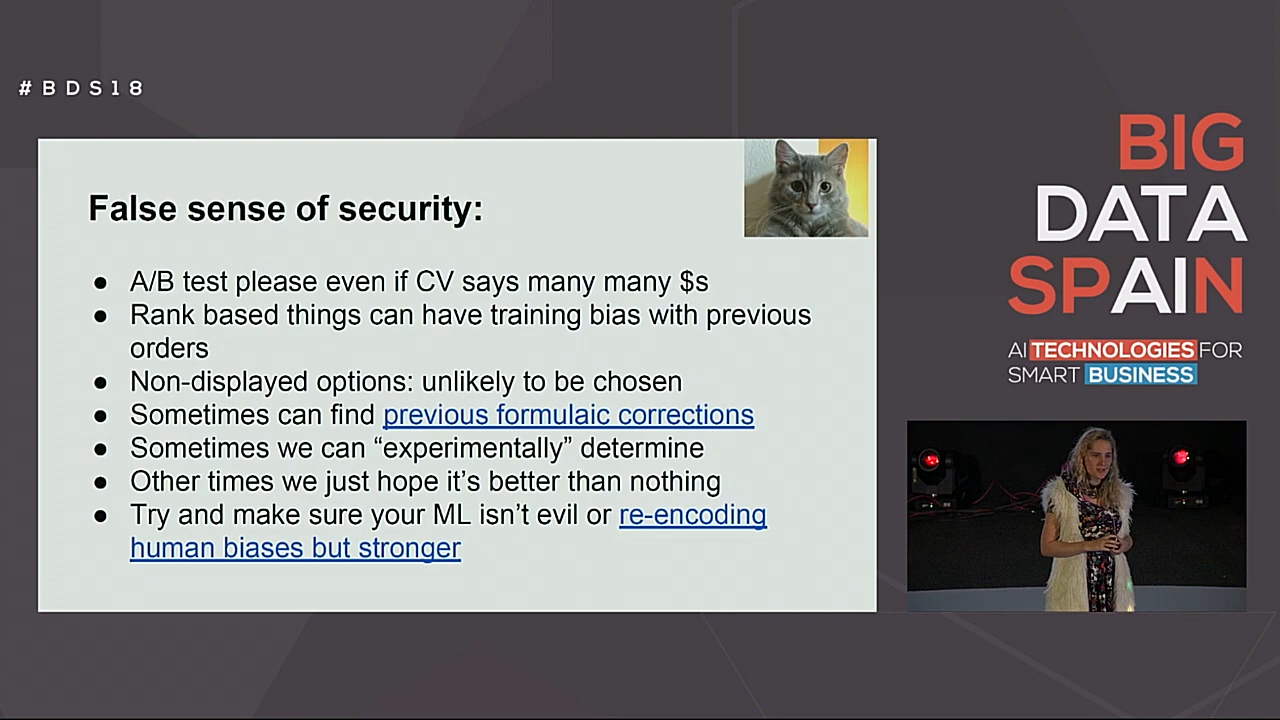 #BDS18
False sense of security:
● A/B test please even if CV says many many $s
● Rank based things can have training bias with previous
orders
● Non-displayed options: unlikely to be chosen
● Sometimes can find previous formulaic corrections
● Sometimes we can “experimentally” determine
● Other times we just hope it’s better than nothing
● Try and make sure your ML isn’t evil or re-encoding
human biases but stronger
BIG
DATA
SPAIN
AI TECHNOLOGIES FOR
SMART BUSINESS